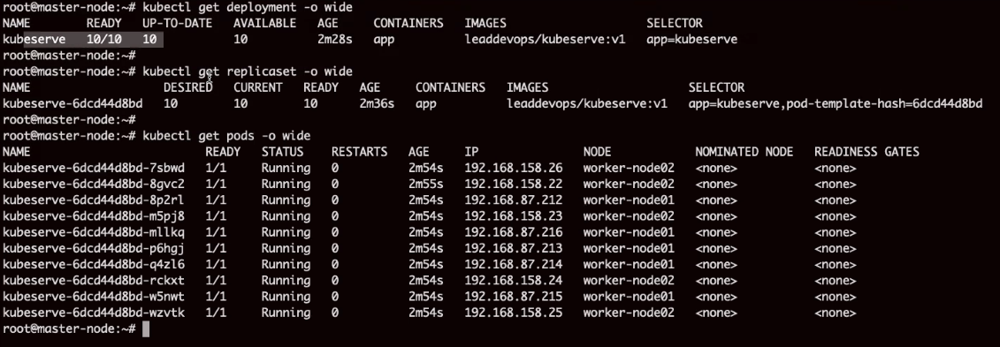 root@master-node:~# kubectl get deployment -o wide
NAME READY UP-TO-DATE AVAILABLE AGE CONTAINERS IMAGES SELECTOR
kubeserve 10/10 10 10 2m28s app leaddevops/kubeserve:v1 app=kubeserve
root@master-node:~#
root@master-node:~# kubectl get replicaset -o wide
NAME DESIRED CURRENT READY AGE CONTAINERS IMAGES SELECTOR
kubeserve-6dcd44d8bd 10 10 10 2m36s app leaddevops/kubeserve:v1 app=kubeserve,pod-template-hash=6dcd44d8bd
root@master-node:~#
root@master-node:~# kubectl get pods -o wide
NAME READY STATUS RESTARTS AGE IP NODE NOMINATED NODE READINESS GATES
kubeserve-6dcd44d8bd-7sbwd 1/1 Running 0 2m54s 192.168.158.26 worker-node02 <none> <none>
kubeserve-6dcd44d8bd-8gvc2 1/1 Running 0 2m55s 192.168.158.22 worker-node02 <none> <none>
kubeserve-6dcd44d8bd-8p2rl 1/1 Running 0 2m54s 192.168.87.212 worker-node01 <none> <none>
kubeserve-6dcd44d8bd-m5pj8 1/1 Running 0 2m54s 192.168.158.23 worker-node02 <none> <none>
kubeserve-6dcd44d8bd-mllkq 1/1 Running 0 2m54s 192.168.87.216 worker-node01 <none> <none>
kubeserve-6dcd44d8bd-p6hgj 1/1 Running 0 2m54s 192.168.87.213 worker-node01 <none> <none>
kubeserve-6dcd44d8bd-q4zl6 1/1 Running 0 2m54s 192.168.87.214 worker-node01 <none> <none>
kubeserve-6dcd44d8bd-rckxt 1/1 Running 0 2m54s 192.168.158.24 worker-node02 <none> <none>
kubeserve-6dcd44d8bd-w5nwt 1/1 Running 0 2m54s 192.168.87.215 worker-node01 <none> <none>
kubeserve-6dcd44d8bd-wzvtk 1/1 Running 0 2m54s 192.168.158.25 worker-node02 <none> <none>
root@master-node:~#